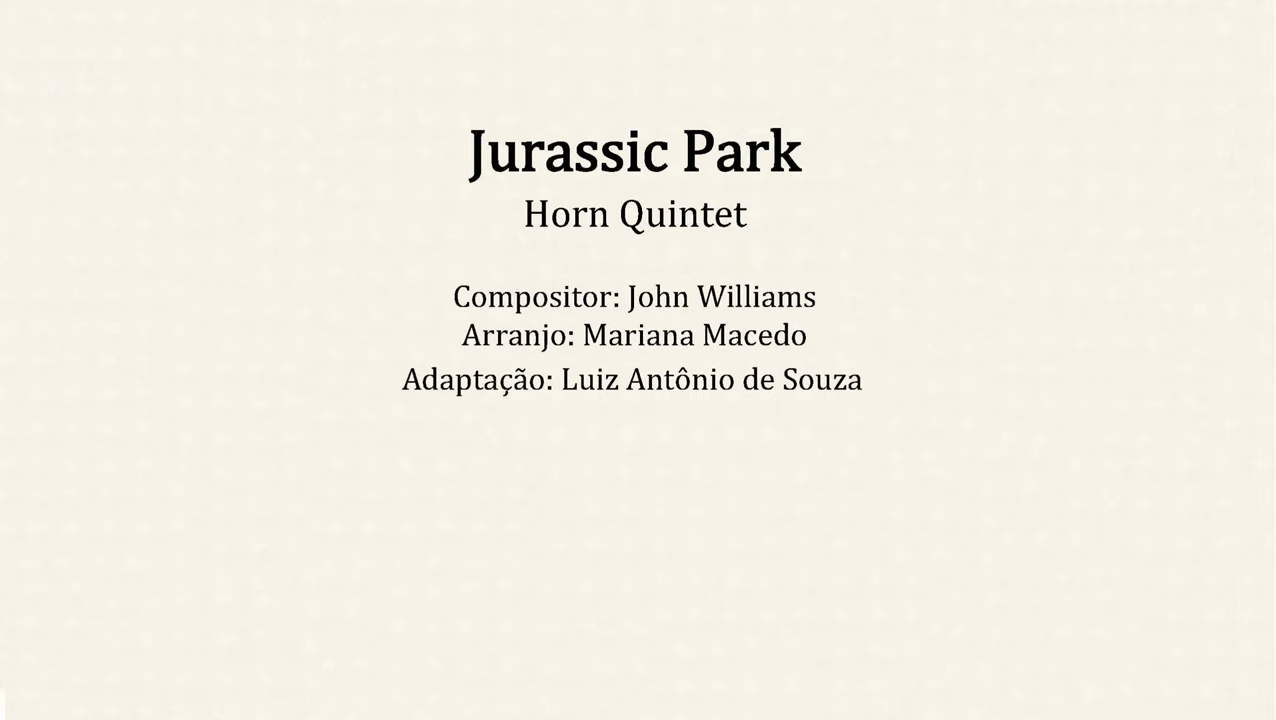 Jurassic Park
Horn Quintet
Compositor: John Williams
Arranjo: Mariana Macedo
Adaptação: Luiz Antônio de Souza